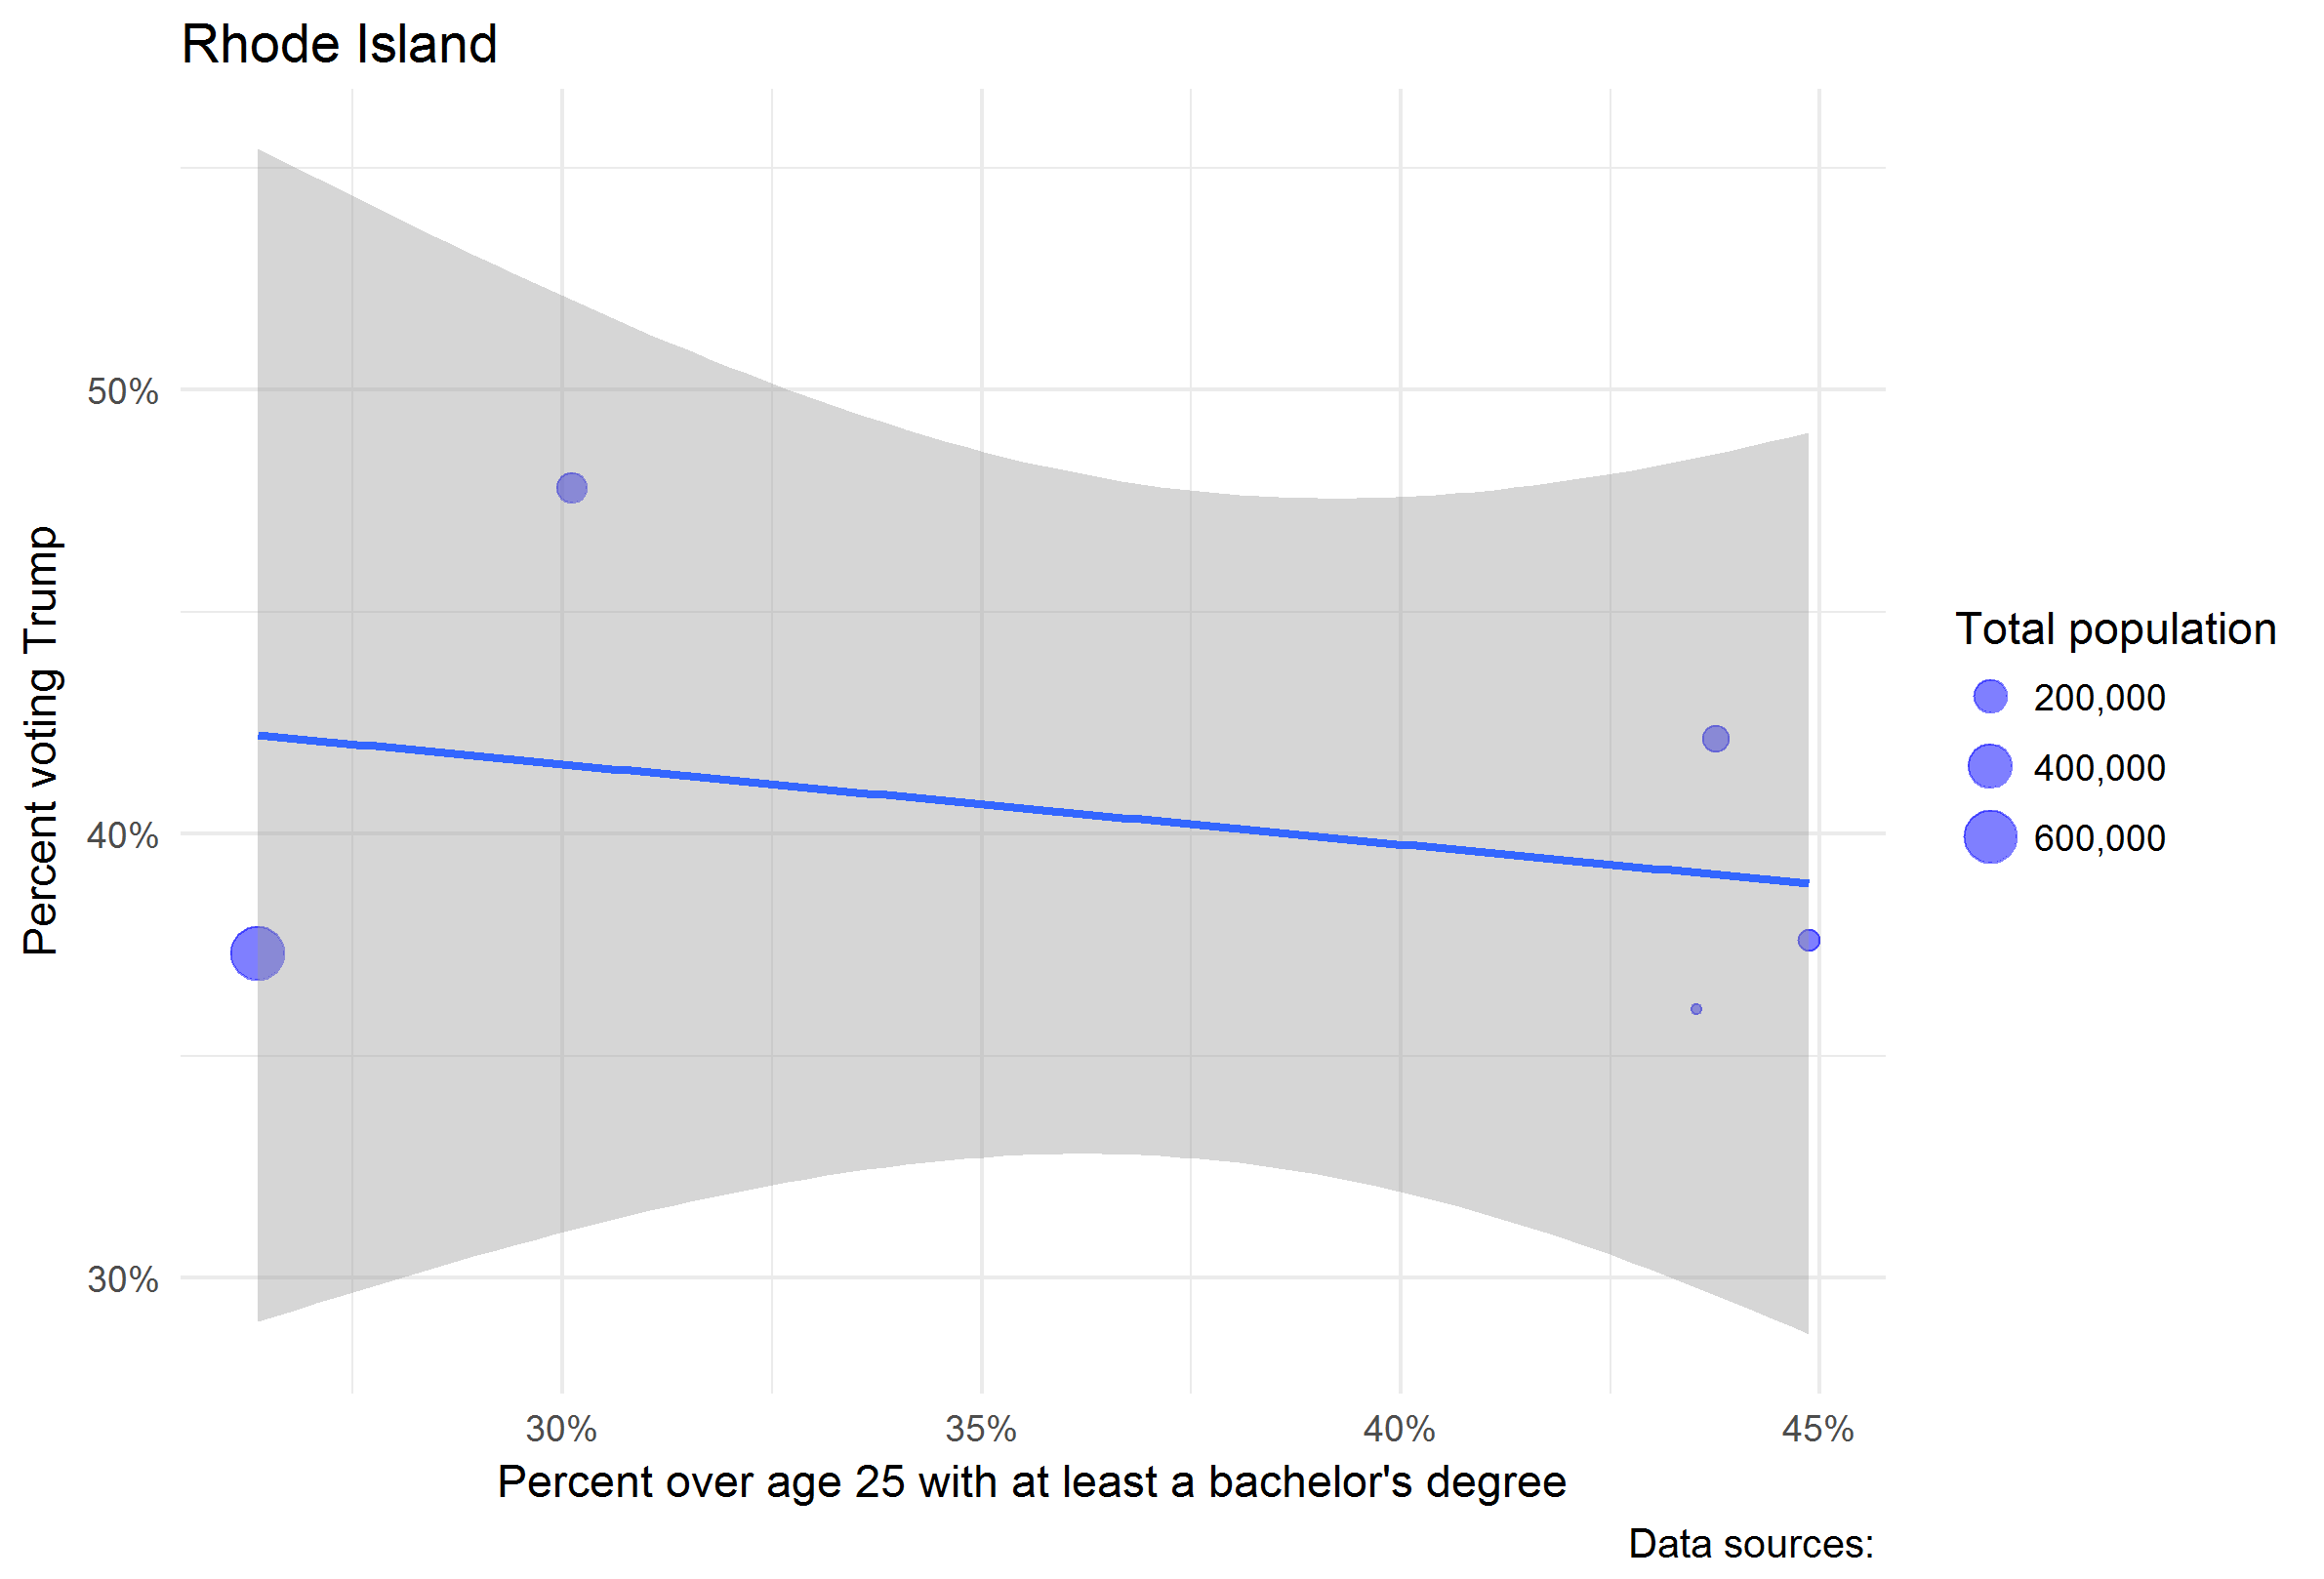 Rhode Island
Percent voting Trump
50%
40%
30%
30%
35%
40%
45%
Percent over age 25 with at least a bachelor's degree
Total population
200,000
400,000
600,000
Data sources: